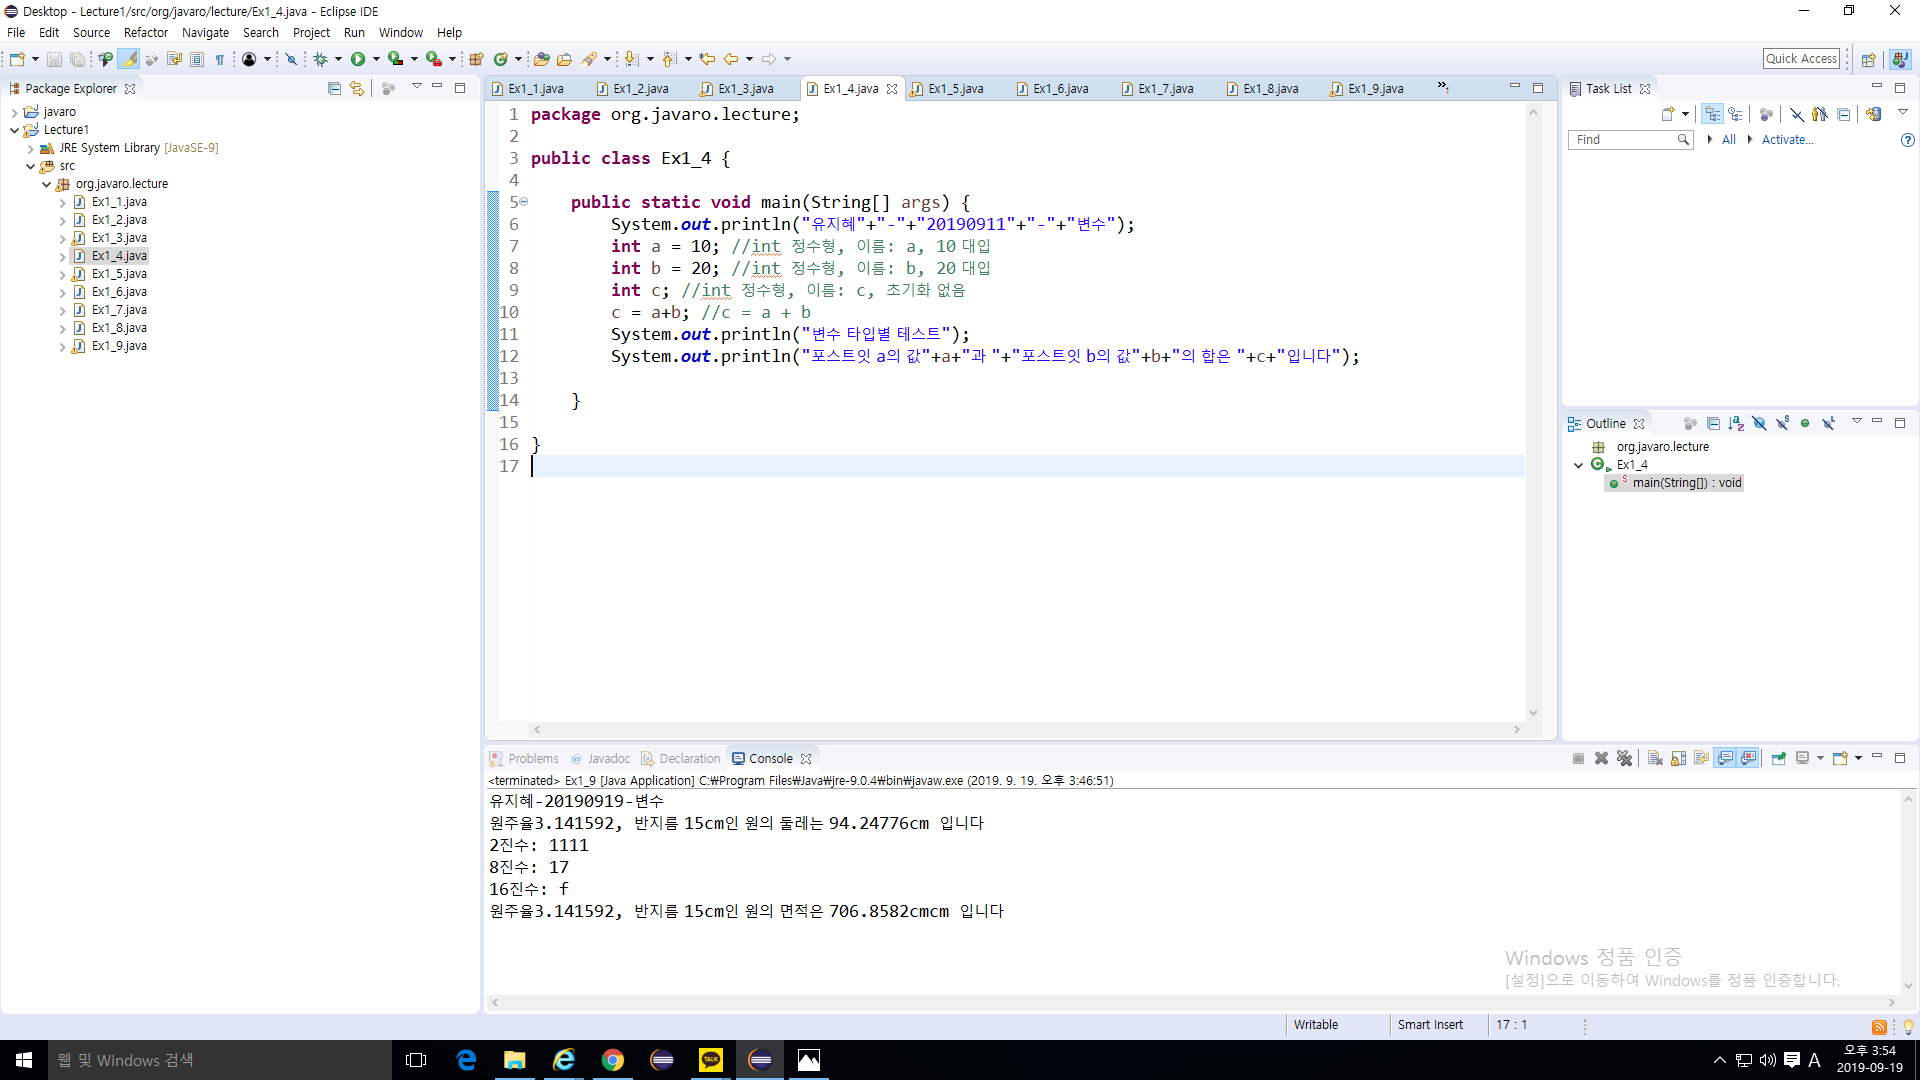 Desktop - Lecture1/src/org/javaro/lecture/Ex1_4.java - Eclipse IDE
File Edit Source Refactor Navigate Search Project Run Window Help
Quick Access
Package Explorer
javaro
Lecture1
JRE System Library [JavaSE-9]
src
org.javaro.lecture
Ex1_1.java
Ex1_2.java
Ex1_3.java
Ex1_4.java
Ex1_5.java
Ex1_6.java
Ex1_7.java
Ex1_8.java
Ex1_9.java
Ex1_1.java Ex1_2.java Ex1_3.java Ex1_4.java Ex1_5.java Ex1_6.java Ex1_7.java Ex1_8.java Ex1_9.java »1
1 package org.javaro.lecture;
2
3 public class Ex1_4 {
4
5 public static void main(String[] args) {
6 System.out.println("유지혜"+"-"+"20190911"+"-"+"변수");
7 int a = 10; //int 정수형, 이름: a, 10 대입
8 int b = 20; //int 정수형, 이름: b, 20 대입
9 int c; //int 정수형, 이름: c, 초기화 없음
10 c = a+b; //c = a + b
11 System.out.println("변수 타입별 테스트");
12 System.out.println("포스트잇 a의 값"+a+"과 "+"포스트잇 b의 값"+b+"의 합은 "+c+"입니다");
13
14 }
15
16 }
17
Task List
Find All Activate...
Outline
org.javaro.lecture
Ex1_4
main(String[]) : void
Problems @ Javadoc Declaration Console
<terminated> Ex1_9 [Java Application] C:₩Program Files₩Java₩jre-9.0.4₩bin₩javaw.exe (2019. 9. 19. 오후 3:46:51)
유지혜-20190919-변수
원주율3.141592, 반지름 15cm인 원의 둘레는 94.24776cm 입니다
2진수: 1111
8진수: 17
16진수: f
원주율3.141592, 반지름 15cm인 원의 면적은 706.8582cmcm 입니다
Windows 정품 인증
[설정]으로 이동하여 Windows를 정품 인증합니다.
Writable Smart Insert 17 : 1
웹 및 Windows 검색
TALK
A
오후 3:54
2019-09-19